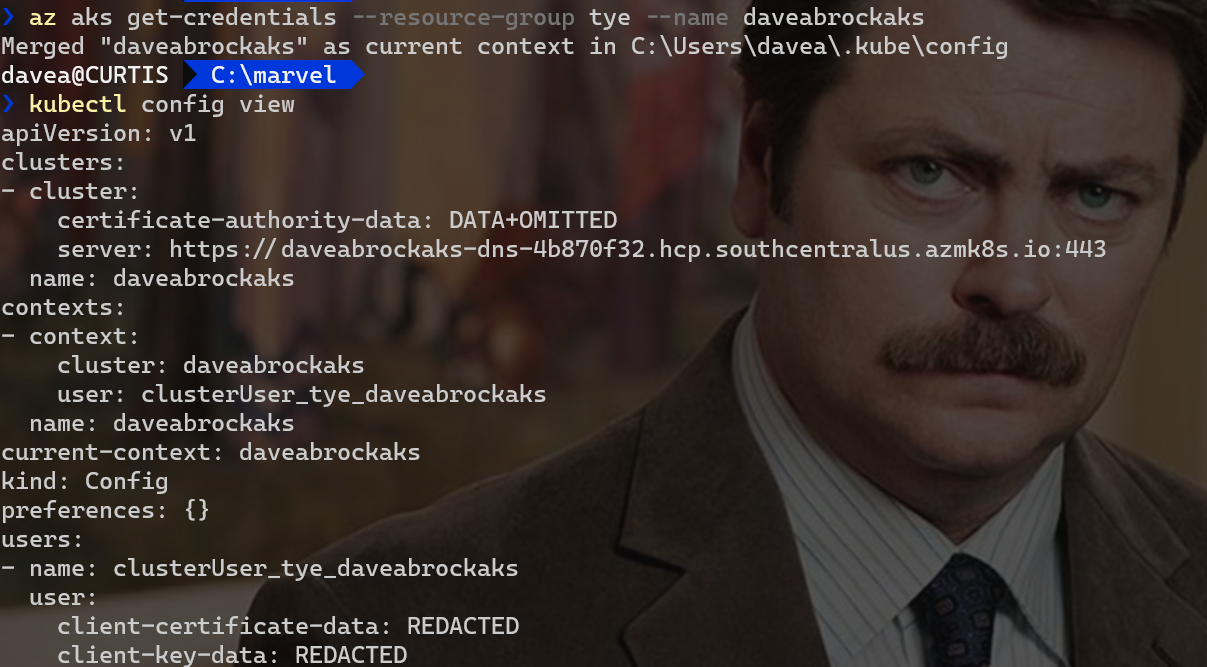 ❯ az aks get-credentials --resource-group tye --name daveabrockaks
Merged "daveabrockaks" as current context in C:\Users\davea\.kube\config
davea@CURTIS C:\marvel
❯ kubectl config view
apiVersion: v1
clusters:
- cluster:
    certificate-authority-data: DATA+OMITTED
    server: https://daveabrockaks-dns-4b870f32.hcp.southcentralus.azmk8s.io:443
  name: daveabrockaks
contexts:
- context:
    cluster: daveabrockaks
    user: clusterUser_tye_daveabrockaks
  name: daveabrockaks
current-context: daveabrockaks
kind: Config
preferences: {}
users:
- name: clusterUser_tye_daveabrockaks
  user:
    client-certificate-data: REDACTED
    client-key-data: REDACTED